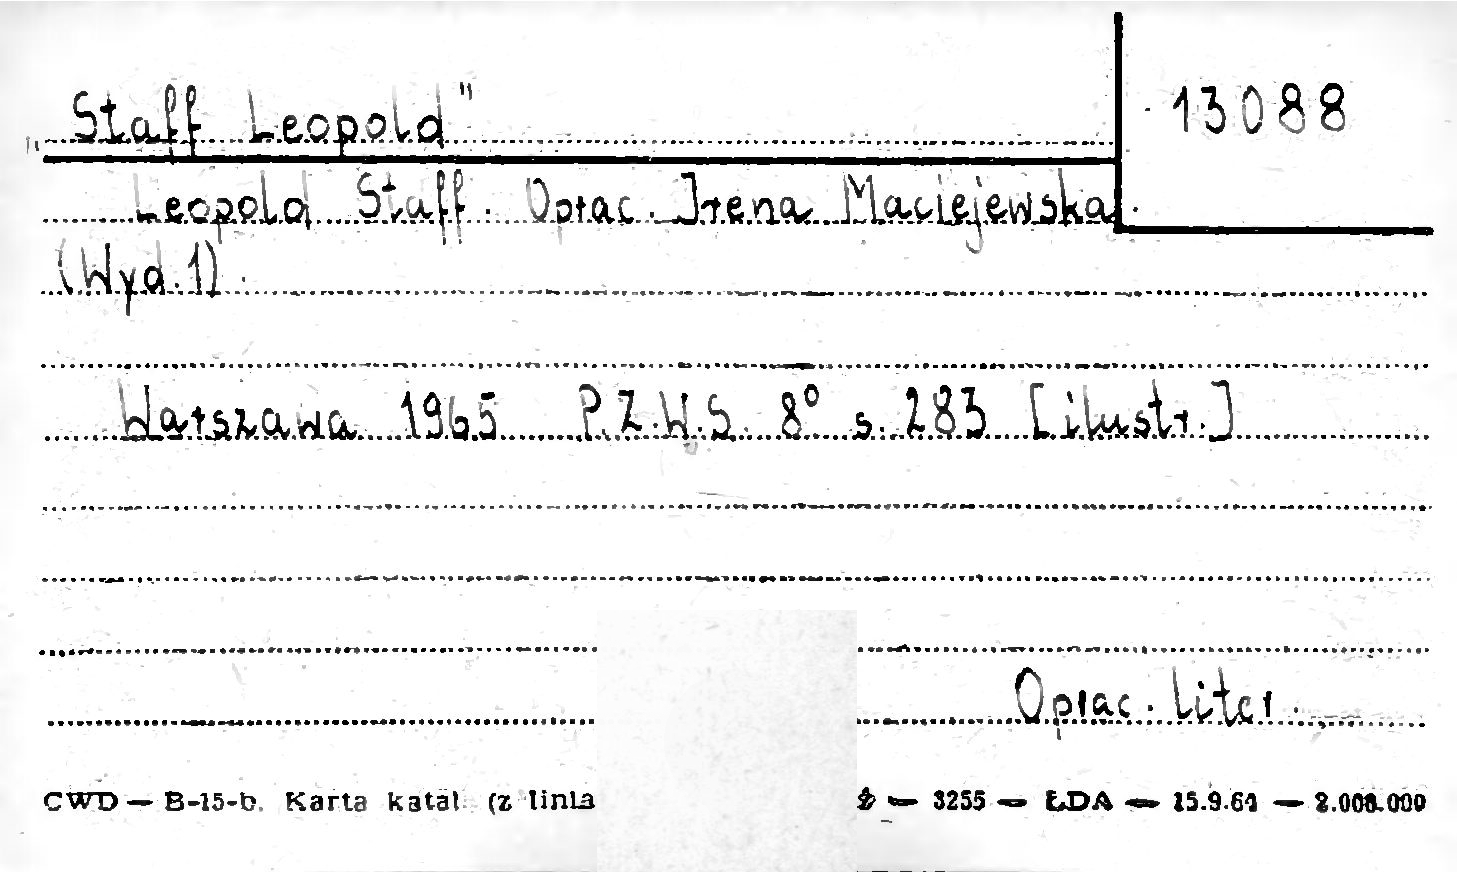 „Staff Leopold"
13088
Leopold Staff. Oprac. Irena Maciejewska.
(Wyd. 1).
Warszawa 1965 P.Z.W.S. 8° s. 283 [ilustr.]
Oprac. liter.
CWD — B-15-b. Karta katal. (z linia
3255 — ŁDA — 15.9.61 — 2.000.000